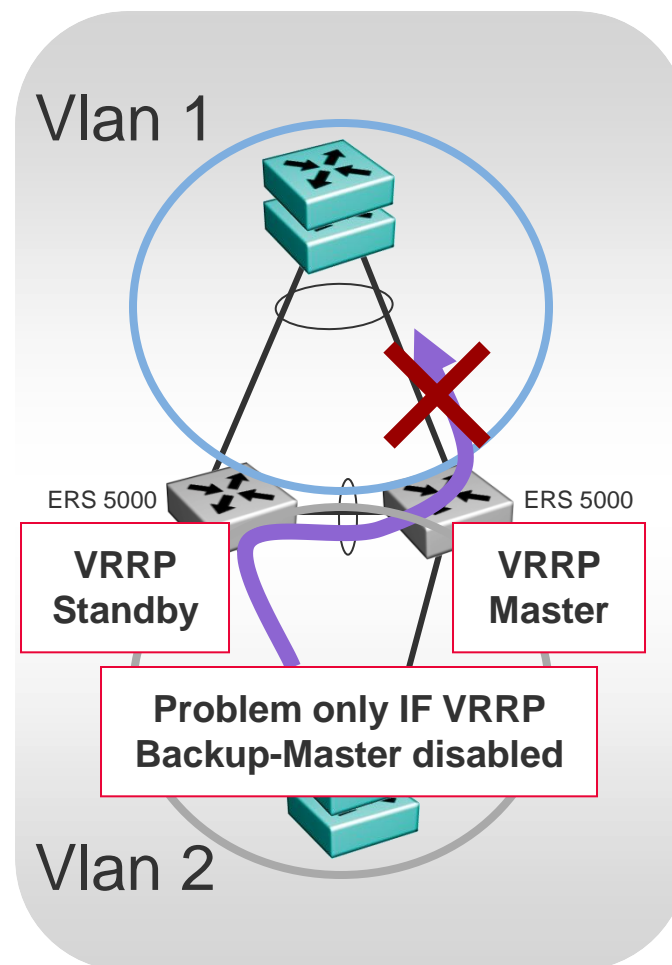 Vlan 1
ERS 5000
ERS 5000
VRRP
Standby
VRRP
Master
Problem only IF VRRP
Backup-Master disabled
Vlan 2